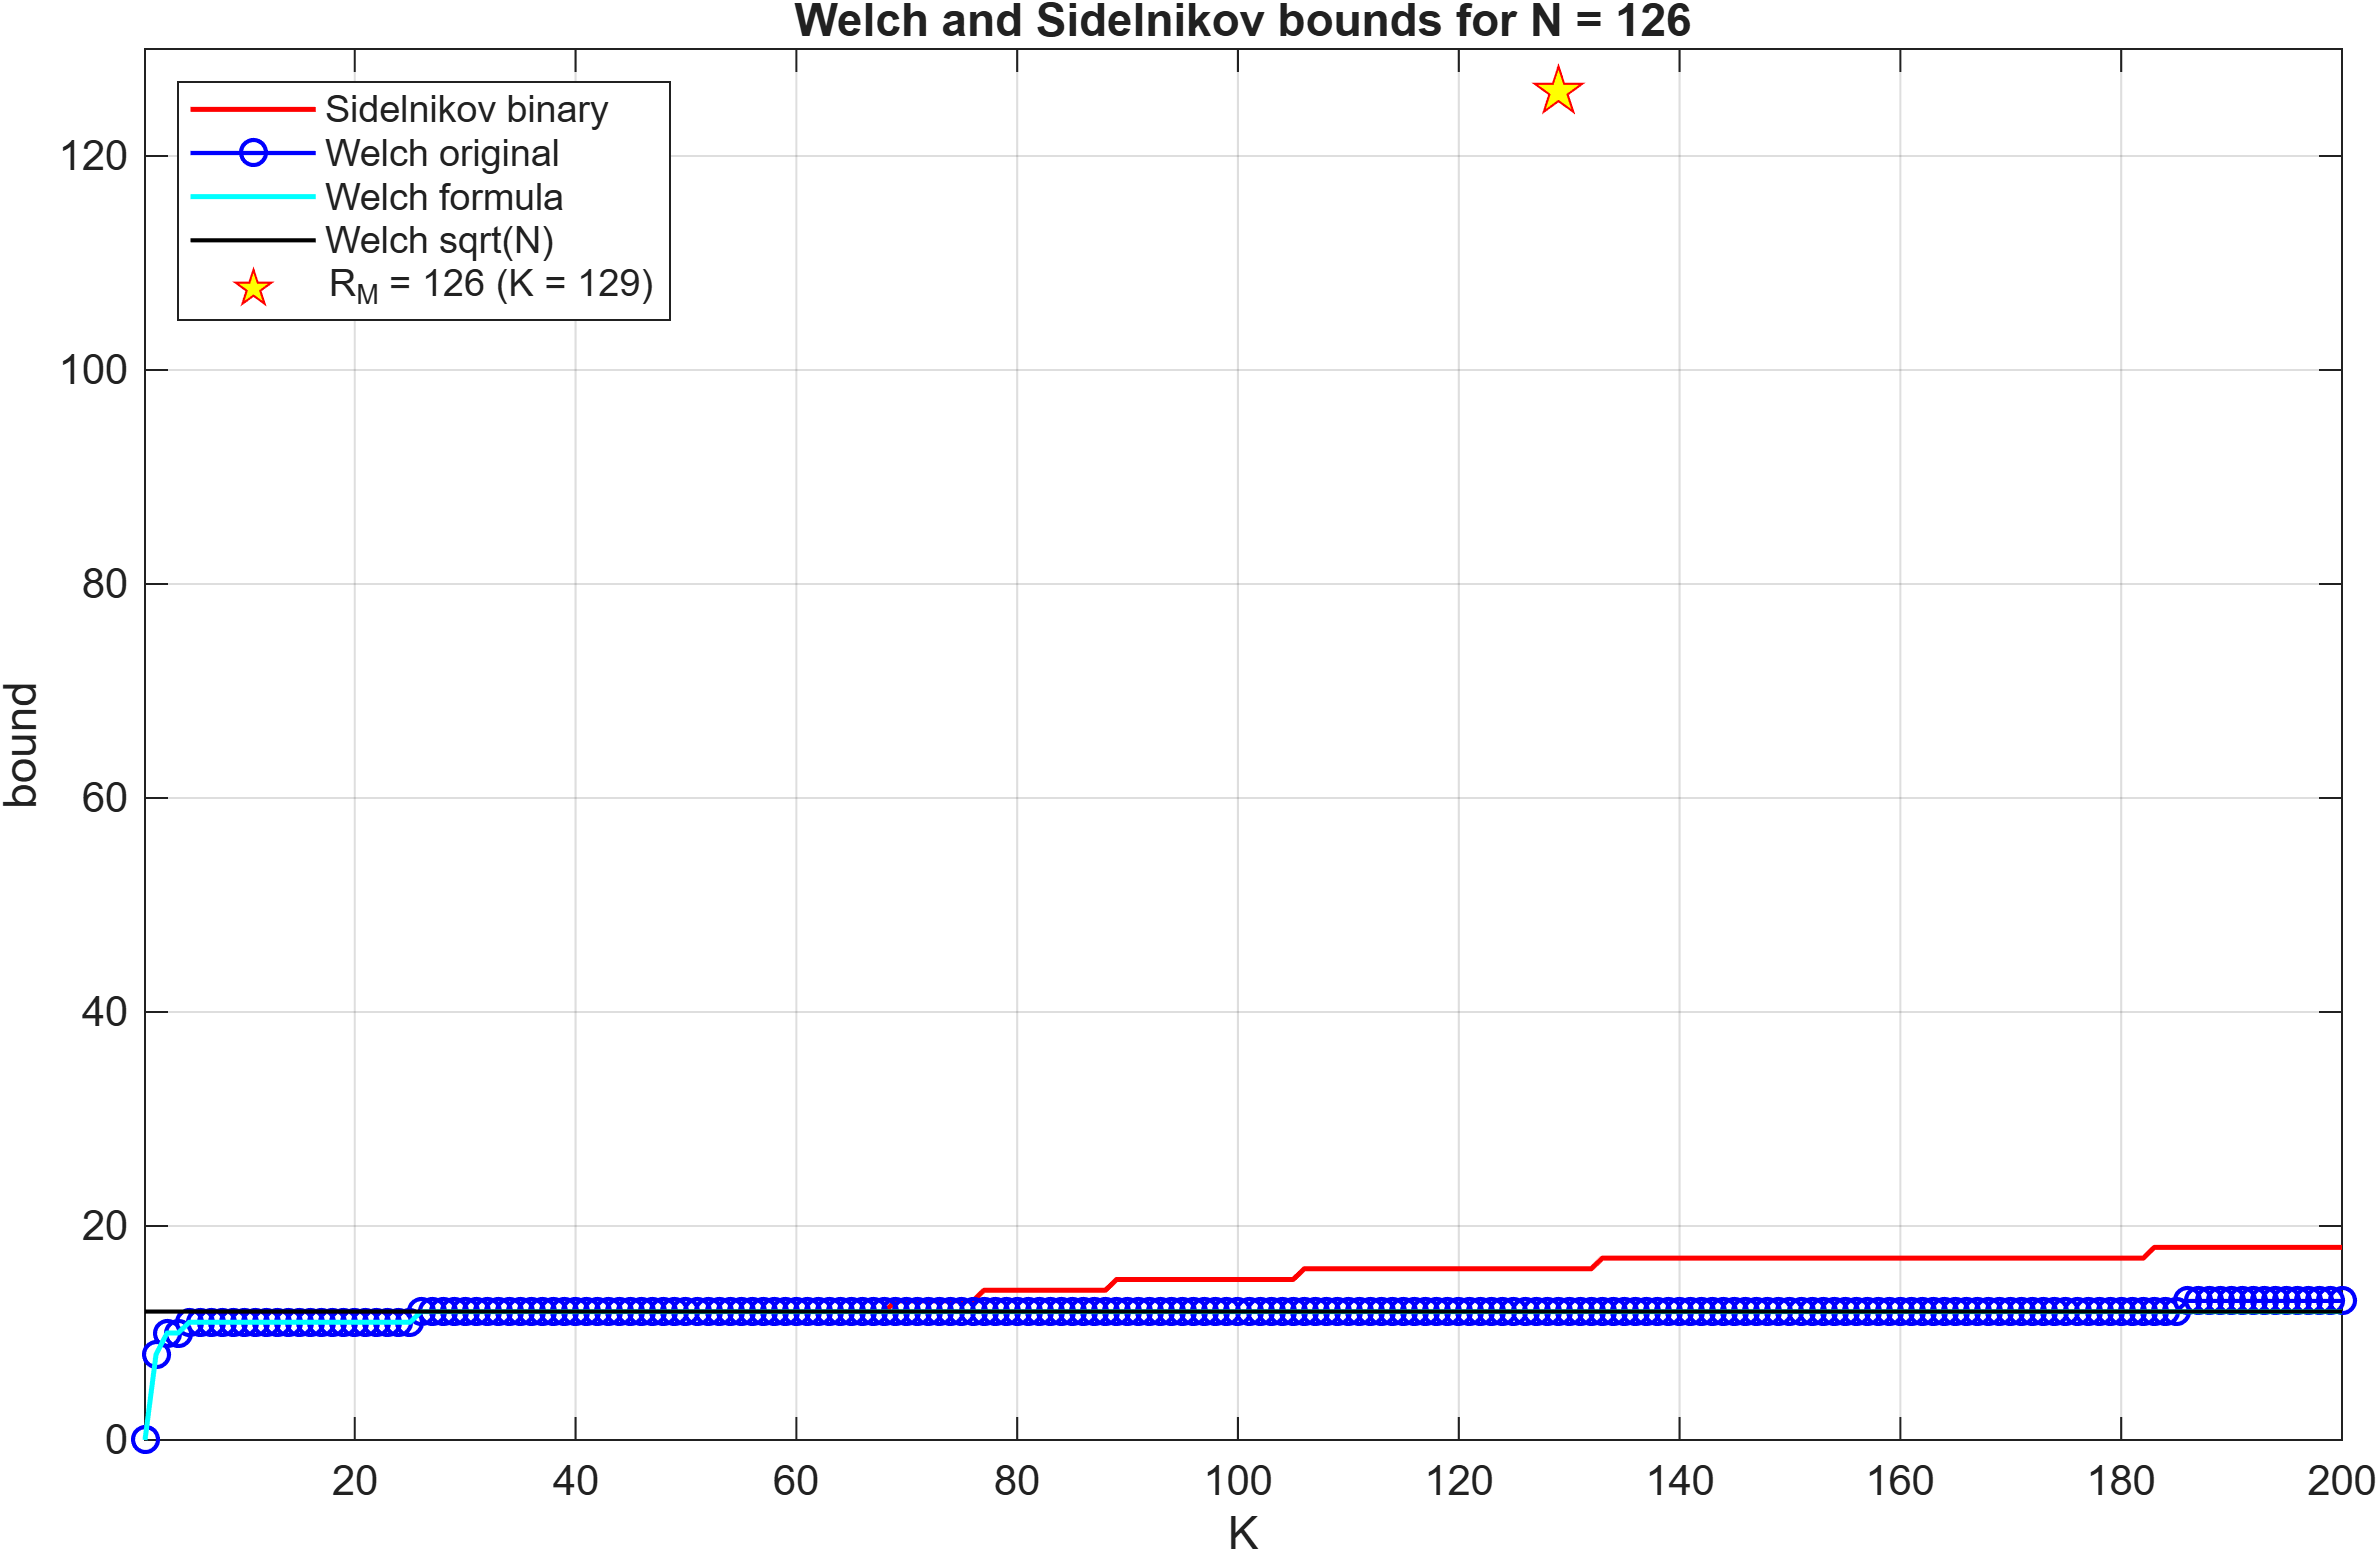 Welch and Sidelnikov bounds for N = 126
Sidelnikov binary
Welch original
Welch formula
Welch sqrt(N)
R_M = 126 (K = 129)
120
100
80
60
40
20
0
bound
20 40 60 80 100 120 140 160 180 200
K